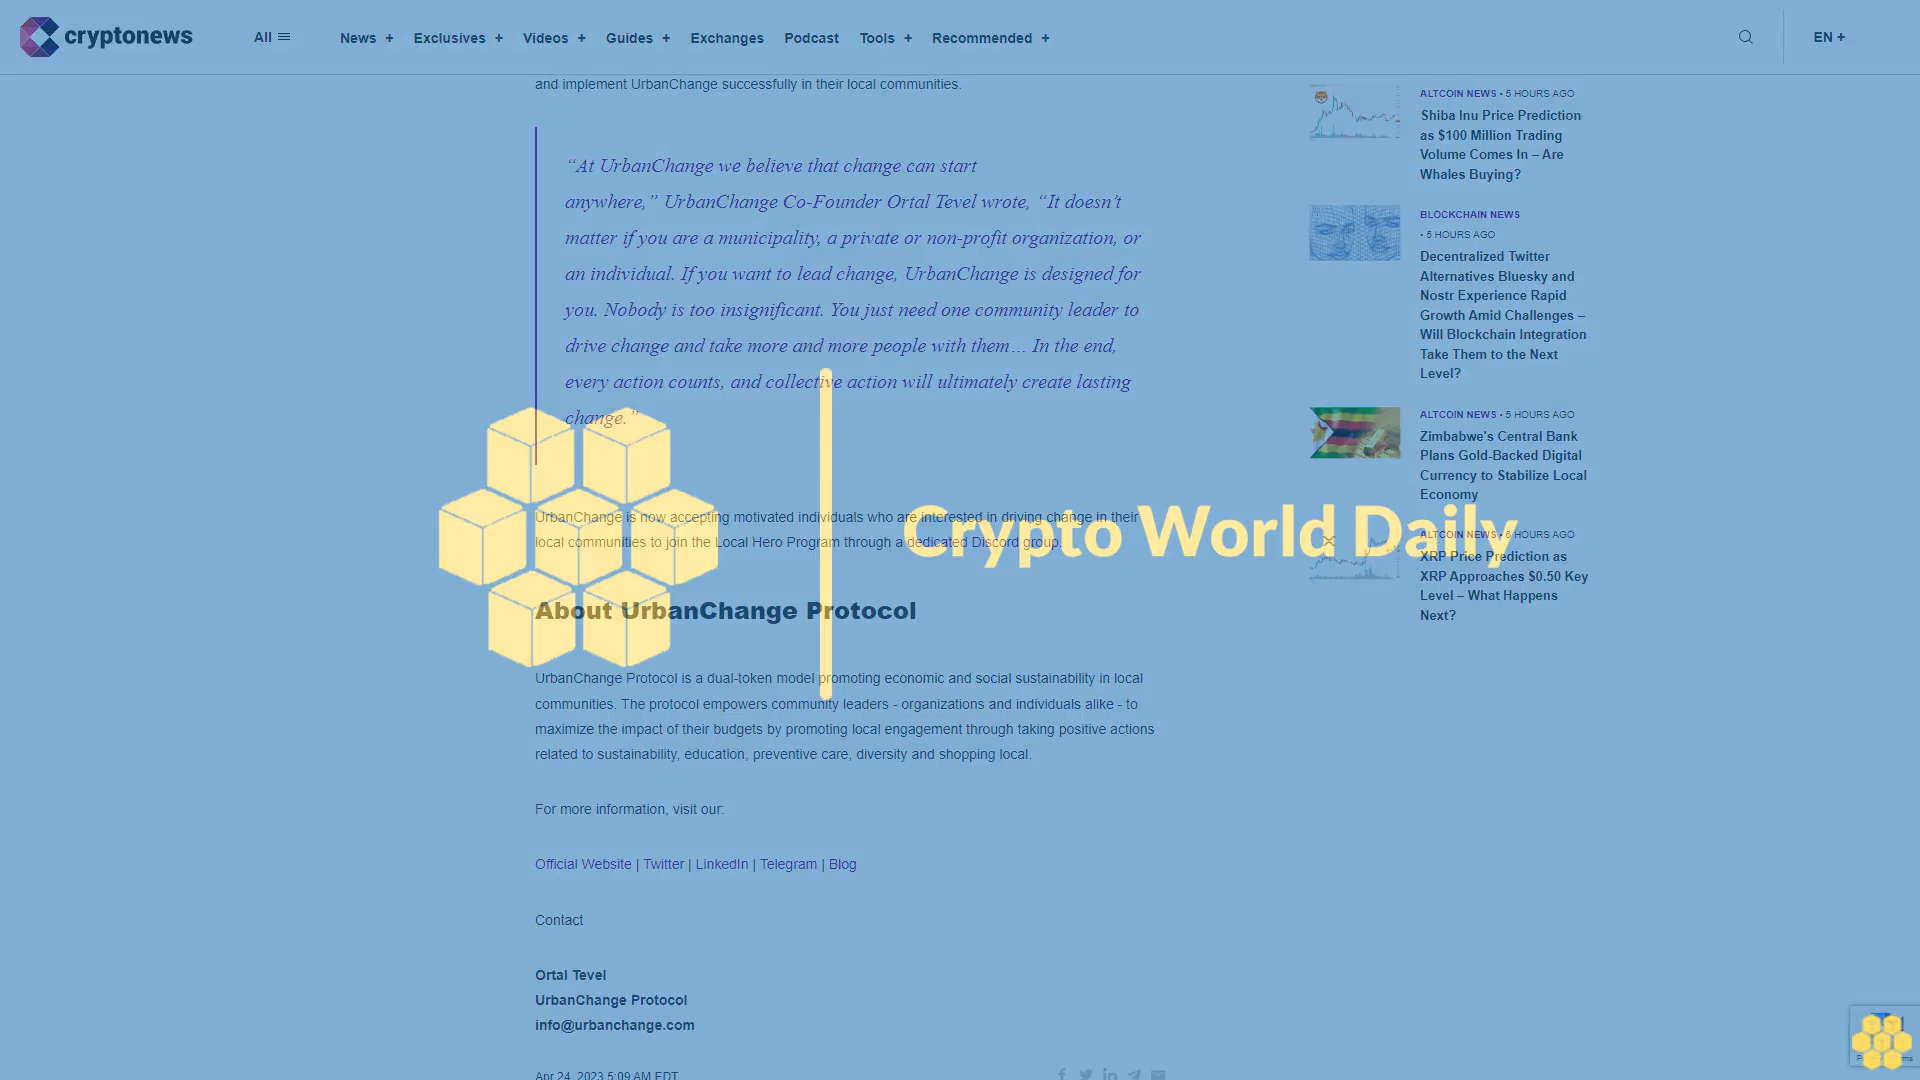 cryptonews
All
News +
Exclusives +
Videos +
Guides +
Exchanges
Podcast
Tools +
Recommended +
EN +
and implement UrbanChange successfully in their local communities.
“At UrbanChange we believe that change can start
anywhere,” UrbanChange Co-Founder Ortal Tevel wrote, “It doesn’t
matter if you are a municipality, a private or non-profit organization, or
an individual. If you want to lead change, UrbanChange is designed for
you. Nobody is too insignificant. You just need one community leader to
drive change and take more and more people with them… In the end,
every action counts, and collective action will ultimately create lasting
change.”
UrbanChange is now accepting motivated individuals who are interested in driving change in their
local communities to join the Local Hero Program through a dedicated Discord group.
About UrbanChange Protocol
UrbanChange Protocol is a dual-token model promoting economic and social sustainability in local
communities. The protocol empowers community leaders - organizations and individuals alike - to
maximize the impact of their budgets by promoting local engagement through taking positive actions
related to sustainability, education, preventive care, diversity and shopping local.
For more information, visit our:
Official Website | Twitter | LinkedIn | Telegram | Blog
Contact
Ortal Tevel
UrbanChange Protocol
info@urbanchange.com
Apr 24, 2023 5:09 AM EDT
ALTCOIN NEWS • 5 HOURS AGO
Shiba Inu Price Prediction
as $100 Million Trading
Volume Comes In – Are
Whales Buying?
BLOCKCHAIN NEWS
• 5 HOURS AGO
Decentralized Twitter
Alternatives Bluesky and
Nostr Experience Rapid
Growth Amid Challenges –
Will Blockchain Integration
Take Them to the Next
Level?
ALTCOIN NEWS • 5 HOURS AGO
Zimbabwe's Central Bank
Plans Gold-Backed Digital
Currency to Stabilize Local
Economy
ALTCOIN NEWS • 6 HOURS AGO
XRP Price Prediction as
XRP Approaches $0.50 Key
Level – What Happens
Next?
Crypto World Daily